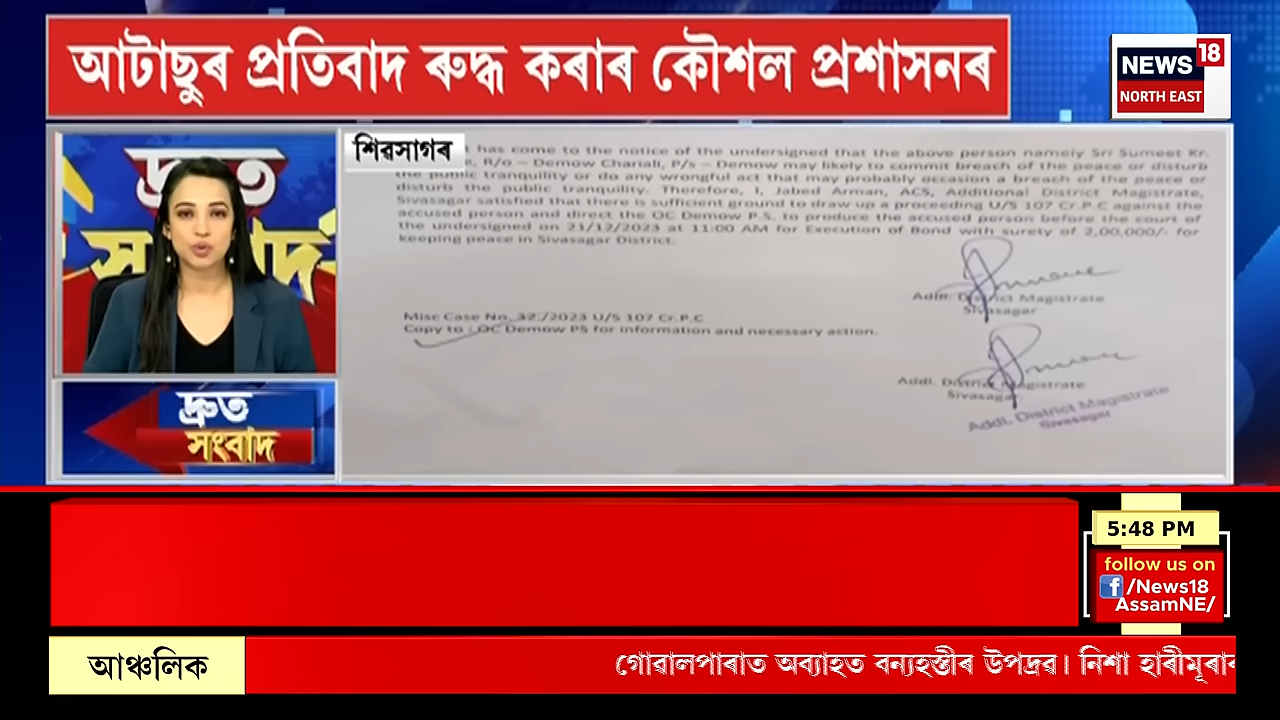 আটাছুৰ প্ৰতিবাদ ৰুদ্ধ কৰাৰ কৌশল প্ৰশাসনৰ
NEWS 18
NORTH EAST
শিৱসাগৰ
has come to the notice of the undersigned that the above person namely Sri Sumeet Kr.
R/o – Demow Chariali, P/s – Demow may likely to commit breach of the peace or disturb
the public tranquility or do any wrongful act that may probably occasion a breach of the peace or
disturb the public tranquility. Therefore, I, Jabed Arman, ACS, Additional District Magistrate,
Sivasagar satisfied that there is sufficient ground to draw up a proceeding U/S 107 Cr.P.C against the
accused person and direct the OC Demow P.S. to produce the accused person before the court of
the undersigned on 21/12/2023 at 11:00 AM for Execution of Bond with surety of 2,00,000/- for
keeping peace in Sivasagar District.
Addl. District Magistrate
Sivasagar
Misc Case No. 32/2023 U/S 107 Cr.P.C
Copy to : OC Demow PS for information and necessary action.
Addl. District Magistrate
Sivasagar
Addl. District Magistrate
Sivasagar
দ্ৰুত
সংবাদ
দ্ৰুত
সংবাদ
5:48 PM
follow us on
/News18
AssamNE/
আঞ্চলিক
গোৱালপাৰাত অব্যাহত বন্যহস্তীৰ উপদ্ৰৱ। নিশা হাৰীমূৰাৰ